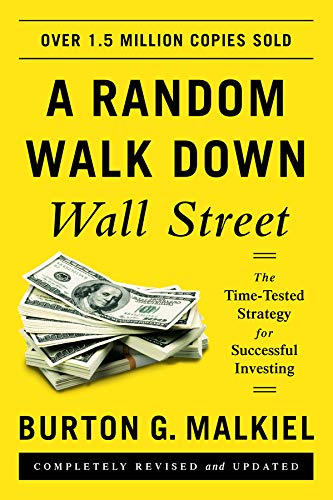 OVER 1.5 MILLION COPIES SOLD
A RANDOM
WALK DOWN
Wall Street
The
Time-Tested
Strategy
for
Successful
Investing
BURTON G. MALKIEL
COMPLETELY REVISED and UPDATED